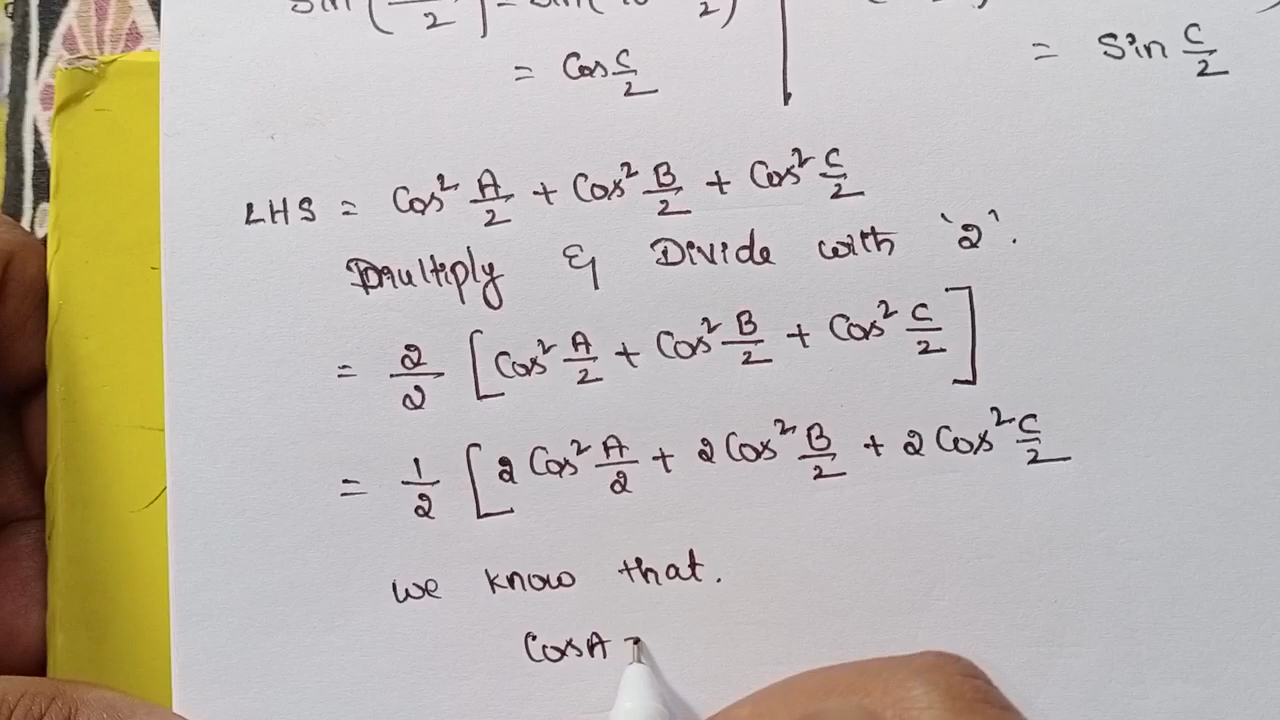 = Cos C/2
= Sin C/2
LHS = Cos² A/2 + Cos² B/2 + Cos² C/2
Multiply & Divide with '2'.
= 2/2 [Cos² A/2 + Cos² B/2 + Cos² C/2]
= 1/2 [2 Cos² A/2 + 2 Cos² B/2 + 2 Cos² C/2
we know that.
CosA =